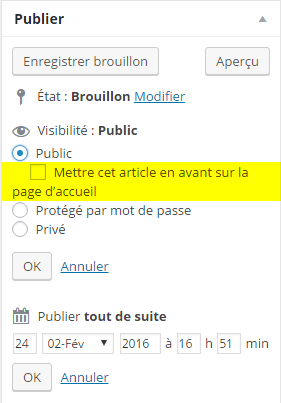 Publier
Enregistrer brouillon Aperçu
État : Brouillon Modifier
Visibilité : Public
Public
Mettre cet article en avant sur la
page d’accueil
Protégé par mot de passe
Privé
OK Annuler
Publier tout de suite
24 02-Fév 2016 à 16 h 51 min
OK Annuler